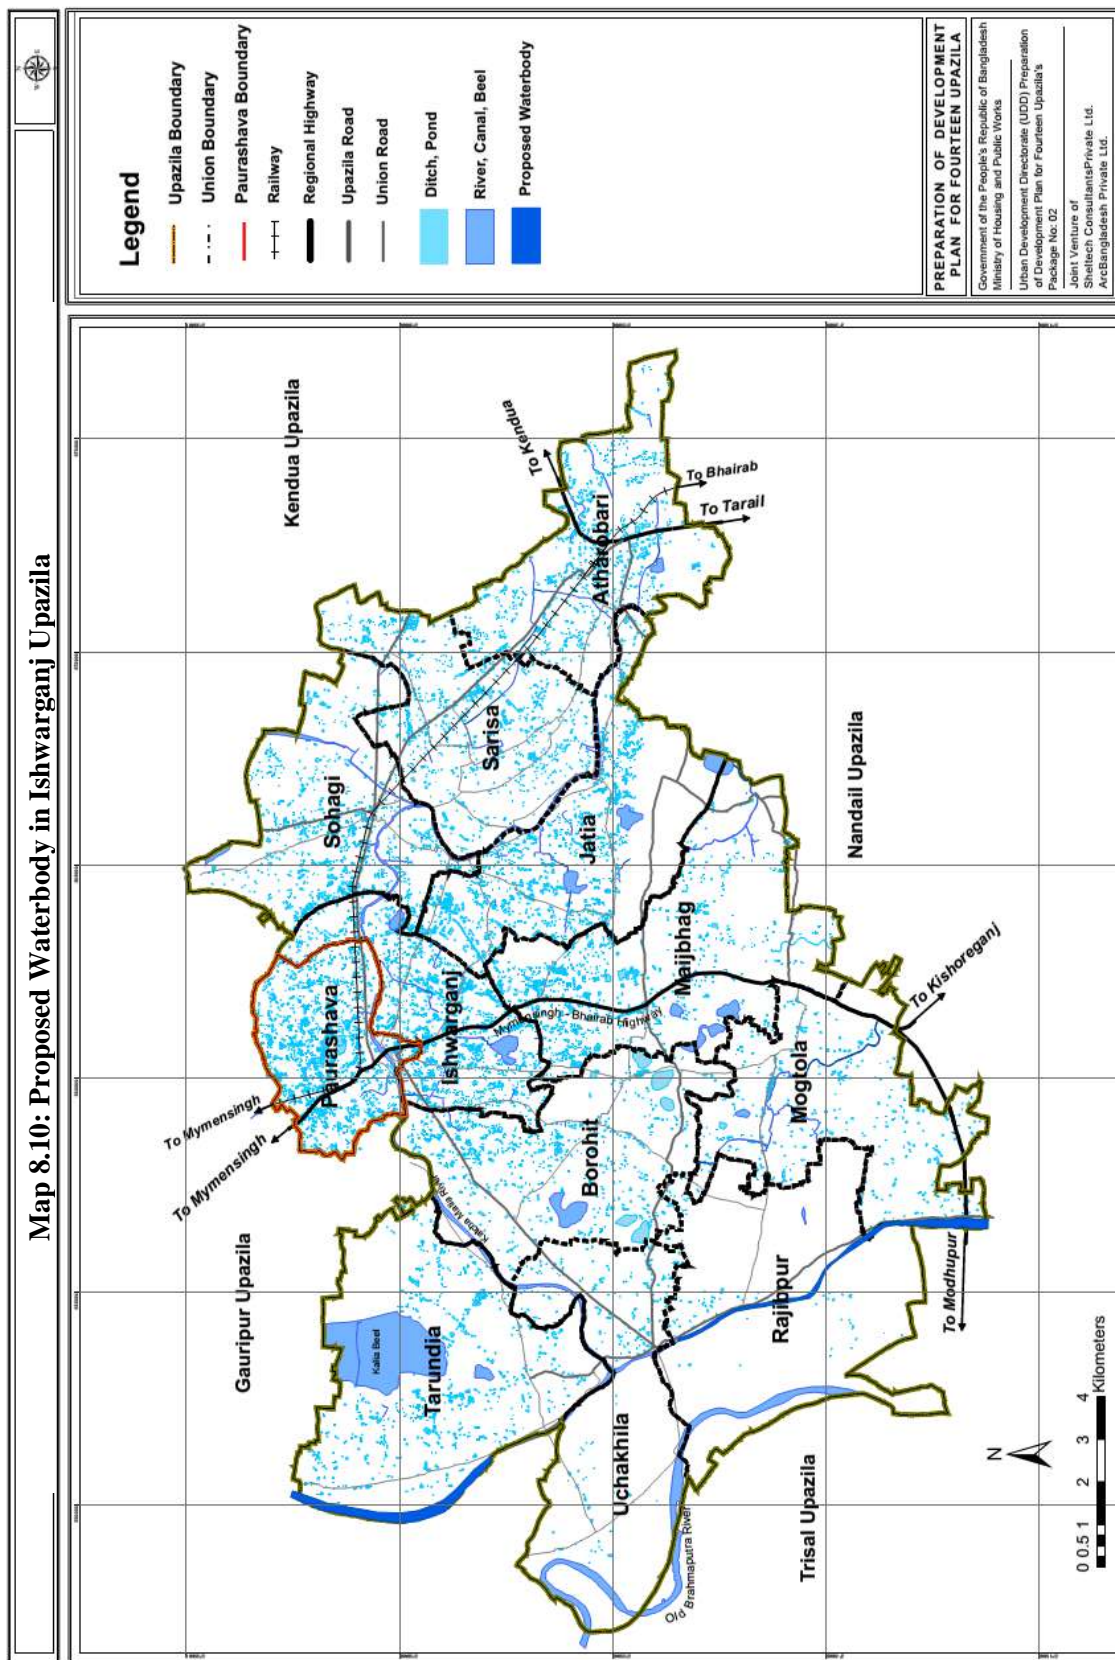 Map 8.10: Proposed Waterbody in Ishwarganj Upazila
Legend
Upazila Boundary
Union Boundary
Paurashava Boundary
Railway
Regional Highway
Upazila Road
Union Road
Ditch, Pond
River, Canal, Beel
Proposed Waterbody
PREPARATION OF DEVELOPMENT
PLAN FOR FOURTEEN UPAZILA
Government of the People's Republic of Bangladesh
Ministry of Housing and Public Works
Urban Development Directorate (UDD) Preparation
of Development Plan for Fourteen Upazila's
Package No: 02
Joint Venture of
Sheltech ConsultantsPrivate Ltd.
ArcBangladesh Private Ltd.
Gauripur Upazila
Kendua Upazila
To Mymensingh
To Mymensingh
Paurashava
Sohagi
To Kendua
Kalia Beel
Tarundia
Katcha Matia River
Ishwarganj
Sarisa
Atharobari
To Bhairab
To Tarail
Mymensingh - Bhairab Highway
Borohit
Jatia
Uchakhila
Maijbhag
Old Brahmaputra River
Rajibpur
Mogtola
Trisal Upazila
Nandail Upazila
To Kishoreganj
To Modhupur
N
0 0.5 1 2 3 4
Kilometers